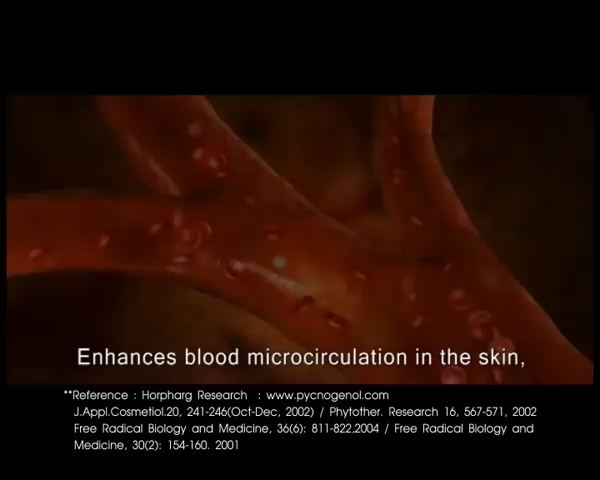 Enhances blood microcirculation in the skin,
**Reference : Horpharg Research : www.pycnogenol.com
J.Appl.Cosmetiol.20, 241-246(Oct-Dec, 2002) / Phytother. Research 16, 567-571, 2002
Free Radical Biology and Medicine, 36(6): 811-822,2004 / Free Radical Biology and
Medicine, 30(2): 154-160. 2001